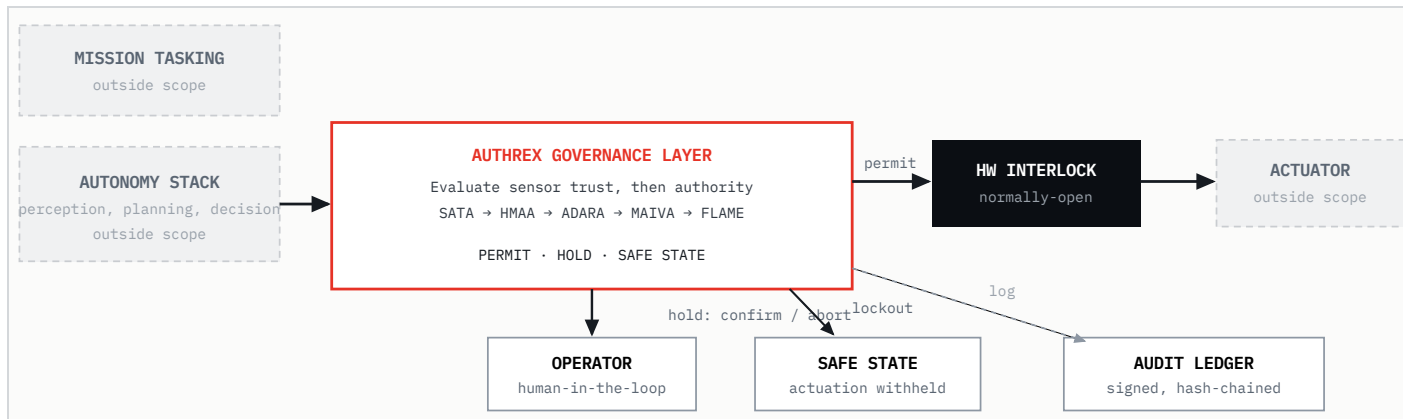 MISSION TASKING
outside scope
AUTONOMY STACK
perception, planning, decision
outside scope
AUTHREX GOVERNANCE LAYER
Evaluate sensor trust, then authority
SATA → HMAA → ADARA → MAIVA → FLAME
PERMIT · HOLD · SAFE STATE
permit
HW INTERLOCK
normally-open
ACTUATOR
outside scope
hold: confirm / abort
lockout
log
OPERATOR
human-in-the-loop
SAFE STATE
actuation withheld
AUDIT LEDGER
signed, hash-chained